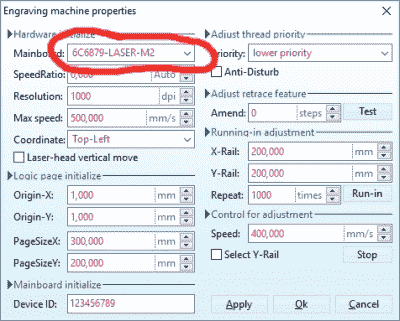 Engraving machine properties
Hardware initialize
Mainboard: 6C6879-LASER-M2
SpeedRatio: 0,000 Auto
Resolution: 1000 dpi
Max speed: 500,000 mm/s
Coordinate: Top-Left
Laser-head vertical move
Logic page initialize
Origin-X: 1,000 mm
Origin-Y: 1,000 mm
PageSizeX: 300,000 mm
PageSizeY: 200,000 mm
Mainboard initialize
Device ID: 123456789
Adjust thread priority
Priority: lower priority
Anti-Disturb
Adjust retrace feature
Amend: 0 steps Test
Running-in adjustment
X-Rail: 200,000 mm
Y-Rail: 200,000 mm
Repeat: 1000 times Run-in
Control for adjustment
Speed: 400,000 mm/s
Select Y-Rail Stop
Apply Ok Cancel